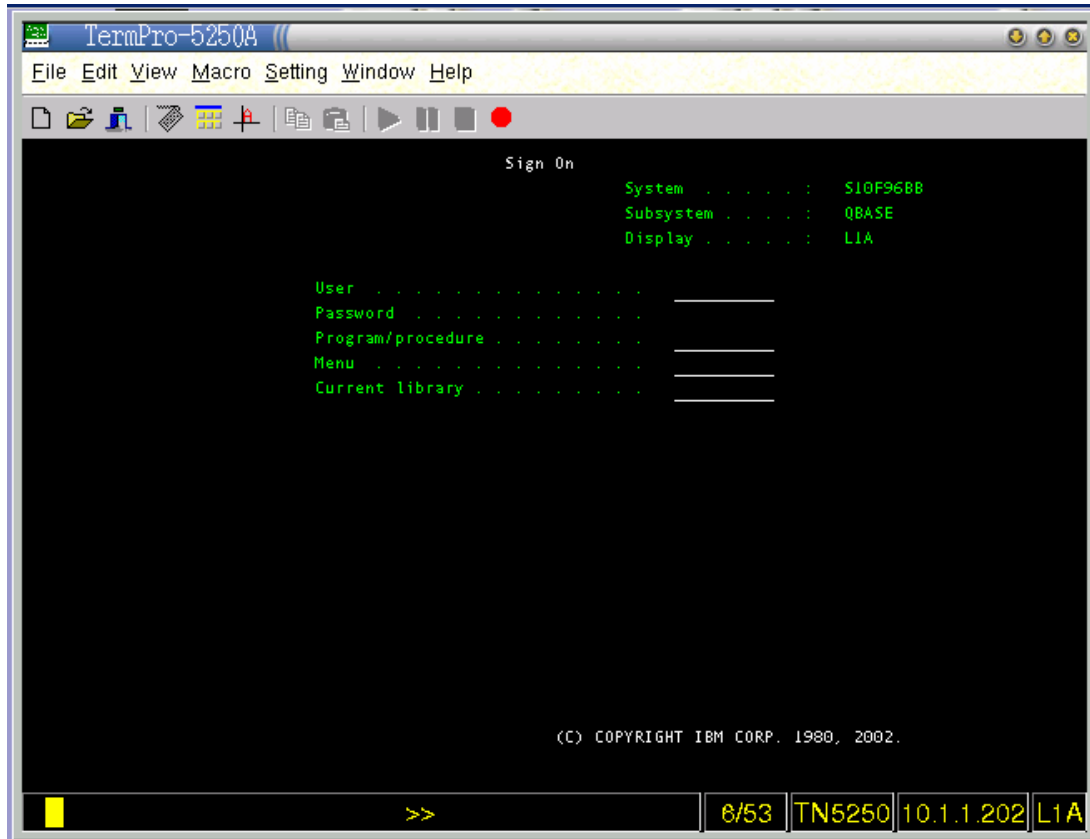 TermPro-5250A
File Edit View Macro Setting Window Help
Sign On
System . . . . . : S10F96BB
Subsystem . . . . : QBASE
Display . . . . . : L1A
User . . . . . . . . . . . . . .
Password . . . . . . . . . . . .
Program/procedure . . . . . . . .
Menu . . . . . . . . . . . . . .
Current library . . . . . . . . .
(C) COPYRIGHT IBM CORP. 1980, 2002.
>> 6/53 TN5250 10.1.1.202 L1A